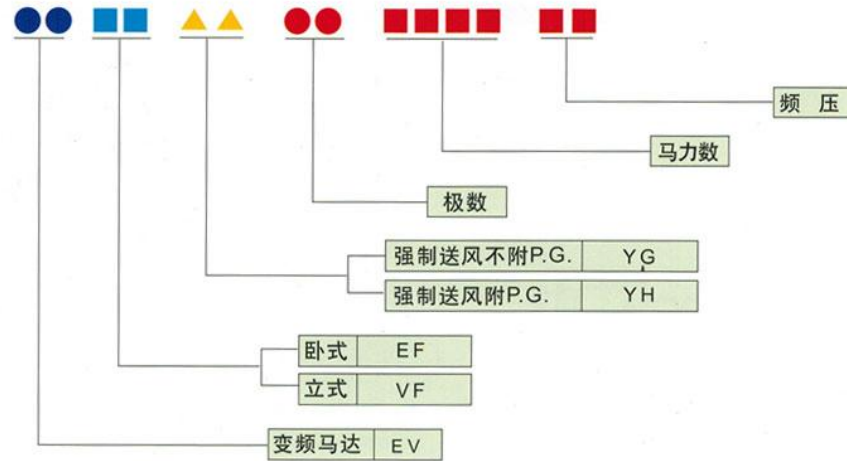 频 压
马力数
极数
强制送风不附P.G. YG
强制送风附P.G. YH
卧式 EF
立式 VF
变频马达 EV